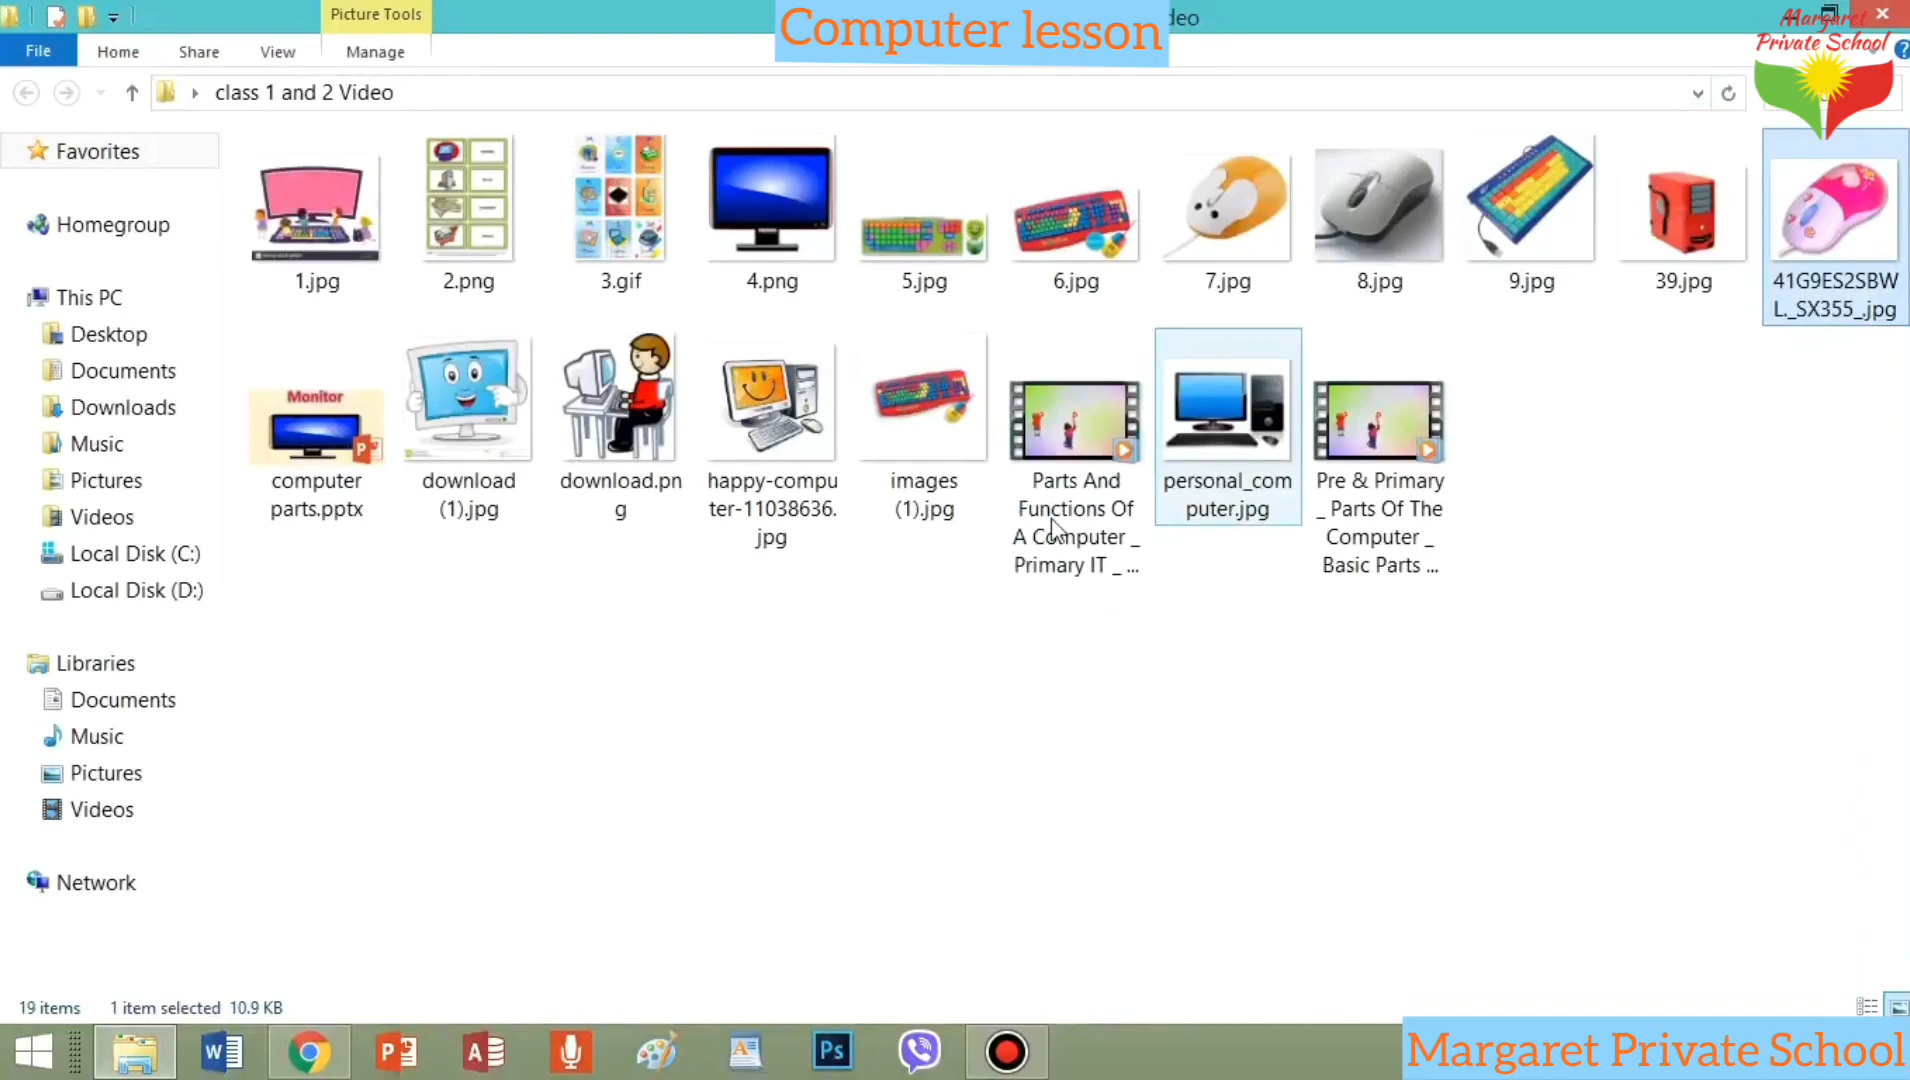 Picture Tools
Computer lesson
deo
Margaret
Private School
File
Home
Share
View
Manage
class 1 and 2 Video
Favorites
Homegroup
This PC
Desktop
Documents
Downloads
Music
Pictures
Videos
Local Disk (C:)
Local Disk (D:)
Libraries
Documents
Music
Pictures
Videos
Network
1.jpg
2.png
3.gif
4.png
5.jpg
6.jpg
7.jpg
8.jpg
9.jpg
39.jpg
41G9ES2SBW
L._SX355_.jpg
Monitor
computer
parts.pptx
download
(1).jpg
download.pn
g
happy-compu
ter-11038636.
jpg
images
(1).jpg
Parts And
Functions Of
A Computer _
Primary IT _ ...
personal_com
puter.jpg
Pre & Primary
_ Parts Of The
Computer _
Basic Parts ...
19 items
1 item selected
10.9 KB
Margaret Private School